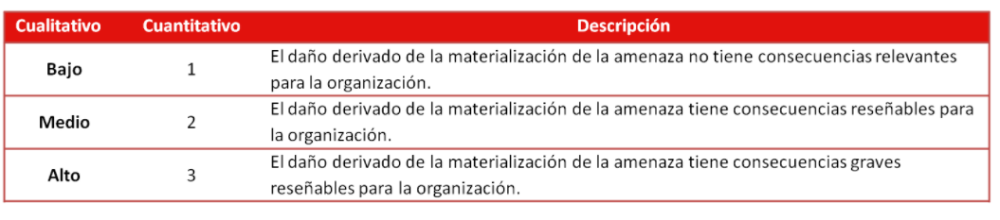 Cualitativo Cuantitativo Descripción
Bajo 1 El daño derivado de la materialización de la amenaza no tiene consecuencias relevantes
para la organización.
Medio 2 El daño derivado de la materialización de la amenaza tiene consecuencias reseñables para
la organización.
Alto 3 El daño derivado de la materialización de la amenaza tiene consecuencias graves
reseñables para la organización.